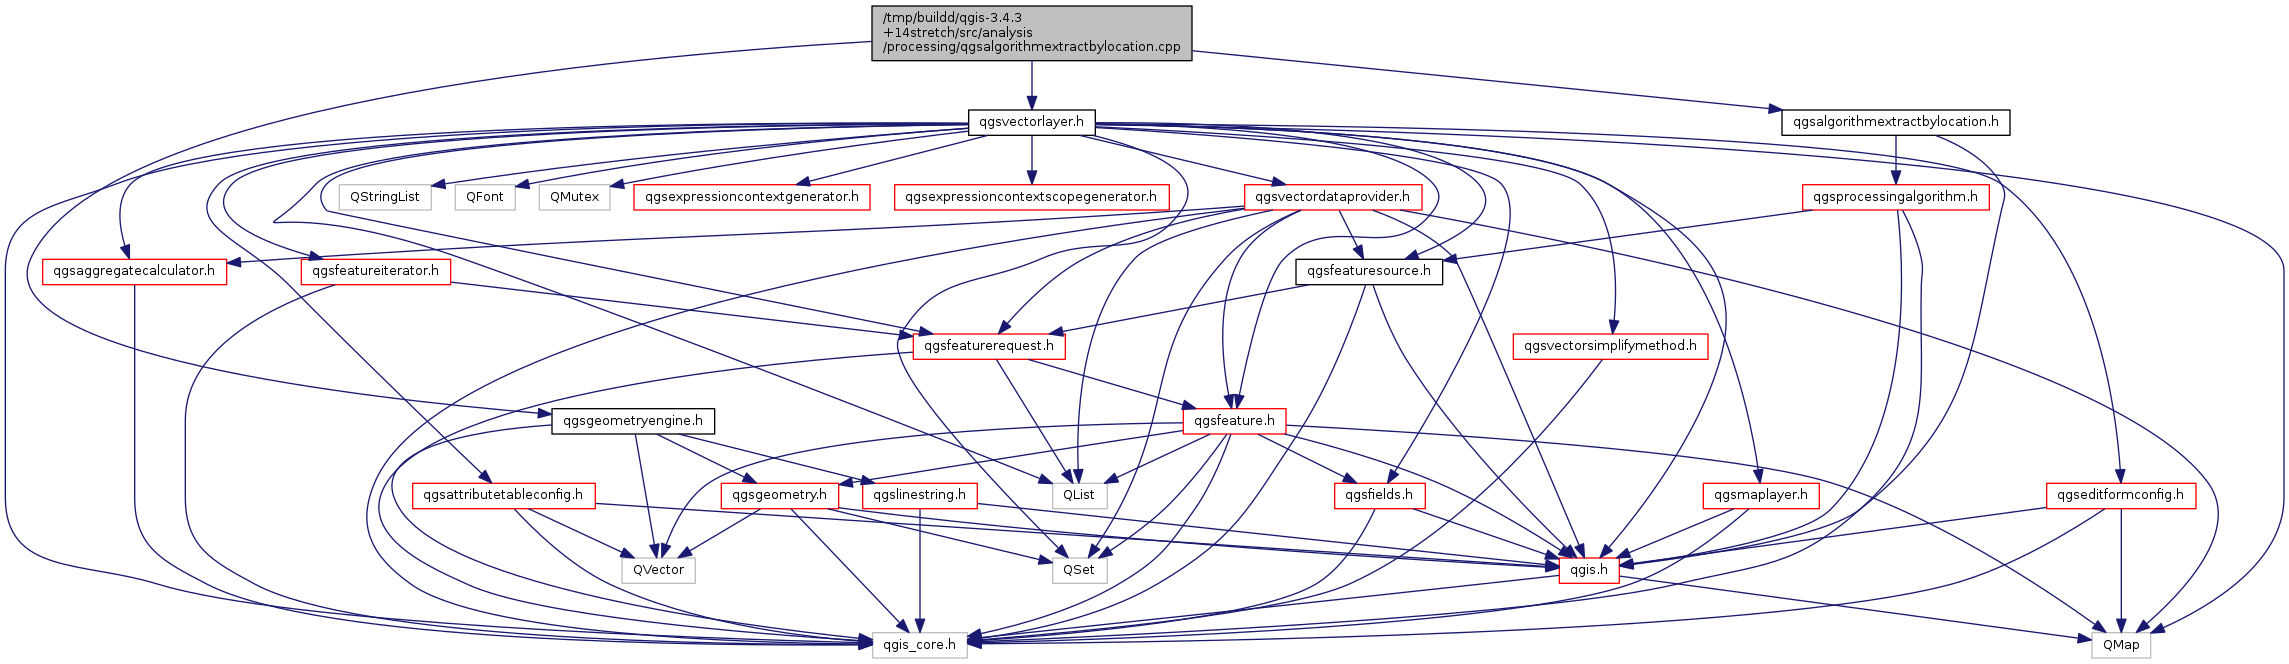 /tmp/buildd/qgis-3.4.3
+14stretch/src/analysis
/processing/qgsalgorithmextractbylocation.cpp
qgsvectorlayer.h
qgsalgorithmextractbylocation.h
QStringList
QFont
QMutex
qgsexpressioncontextgenerator.h
qgsexpressioncontextscopegenerator.h
qgsvectordataprovider.h
qgsprocessingalgorithm.h
qgsaggregatecalculator.h
qgsfeatureiterator.h
qgsfeaturesource.h
qgsfeaturerequest.h
qgsvectorsimplifymethod.h
qgsgeometryengine.h
qgsfeature.h
qgsattributetableconfig.h
qgsgeometry.h
qgslinestring.h
QList
qgsfields.h
qgsmaplayer.h
qgseditformconfig.h
QVector
QSet
qgis.h
qgis_core.h
QMap